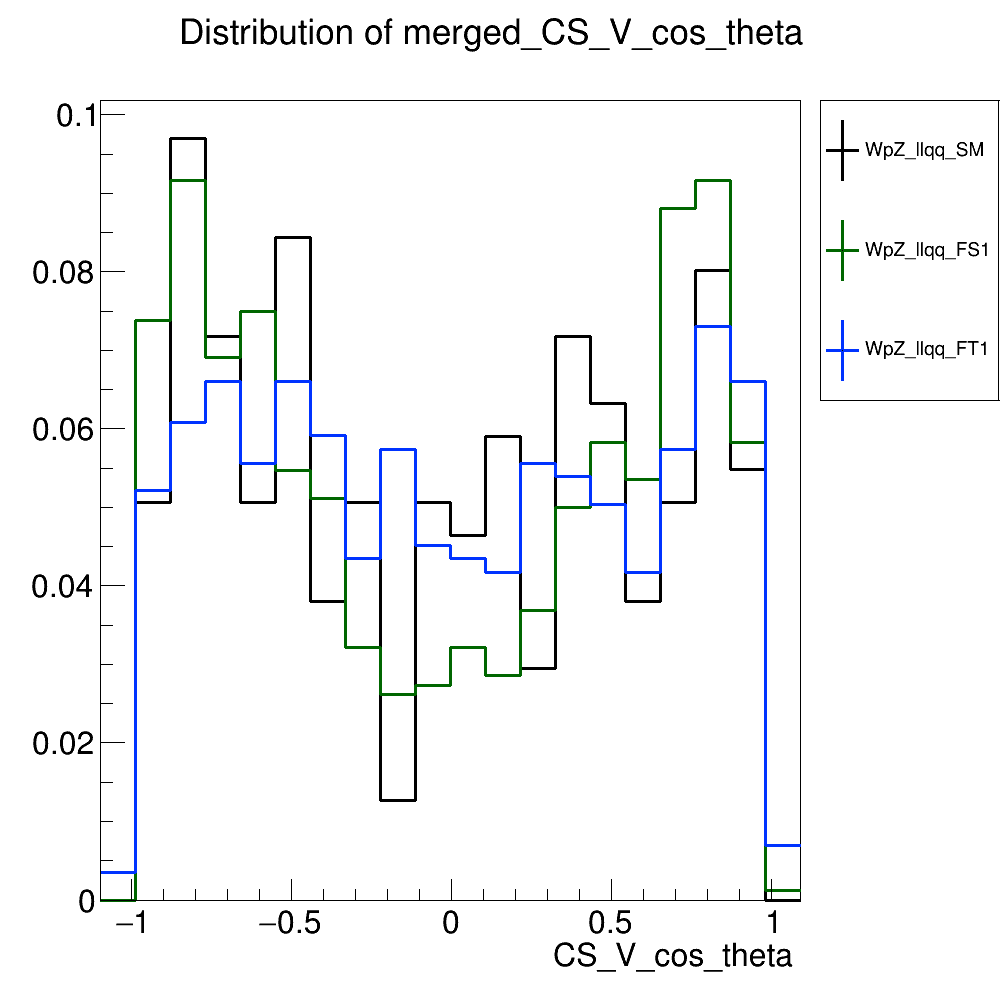 Distribution of merged_CS_V_cos_theta
0.1
0.08
0.06
0.04
0.02
0
−1
−0.5
0
0.5
1
CS_V_cos_theta
WpZ_llqq_SM
WpZ_llqq_FS1
WpZ_llqq_FT1